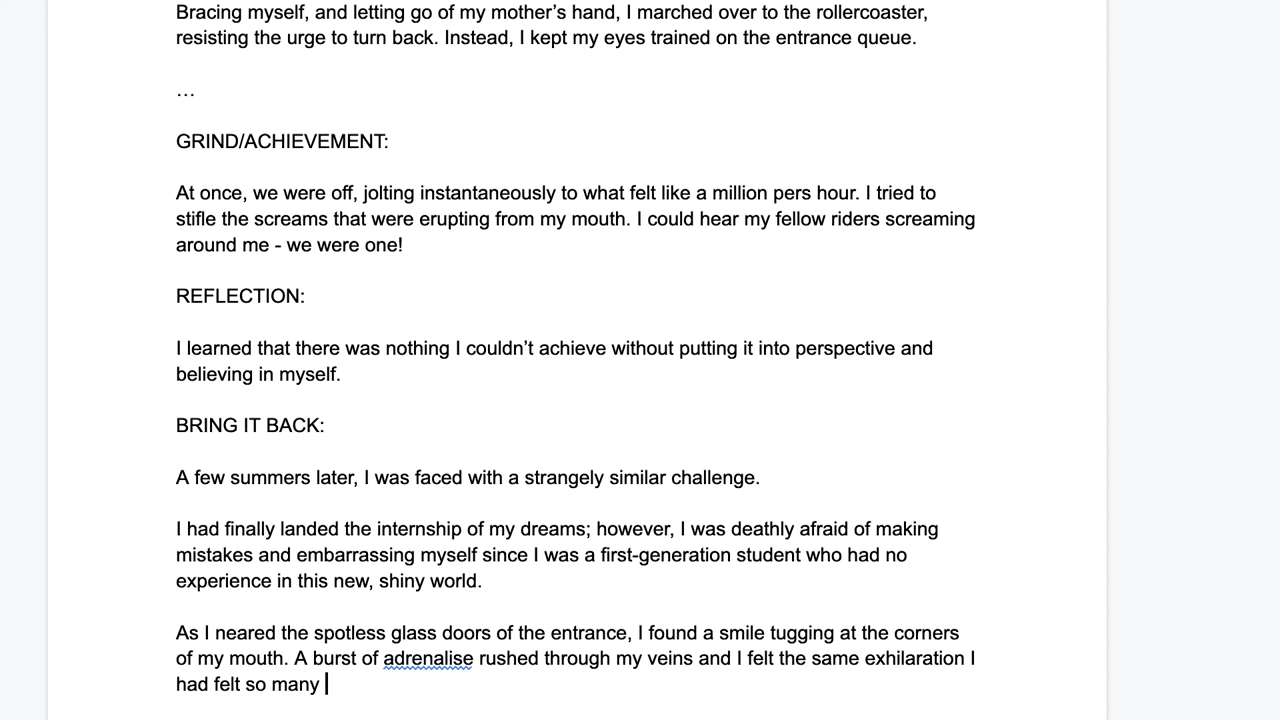 Bracing myself, and letting go of my mother’s hand, I marched over to the rollercoaster,
resisting the urge to turn back. Instead, I kept my eyes trained on the entrance queue.
…
GRIND/ACHIEVEMENT:
At once, we were off, jolting instantaneously to what felt like a million pers hour. I tried to
stifle the screams that were erupting from my mouth. I could hear my fellow riders screaming
around me - we were one!
REFLECTION:
I learned that there was nothing I couldn’t achieve without putting it into perspective and
believing in myself.
BRING IT BACK:
A few summers later, I was faced with a strangely similar challenge.
I had finally landed the internship of my dreams; however, I was deathly afraid of making
mistakes and embarrassing myself since I was a first-generation student who had no
experience in this new, shiny world.
As I neared the spotless glass doors of the entrance, I found a smile tugging at the corners
of my mouth. A burst of adrenalise rushed through my veins and I felt the same exhilaration I
had felt so many